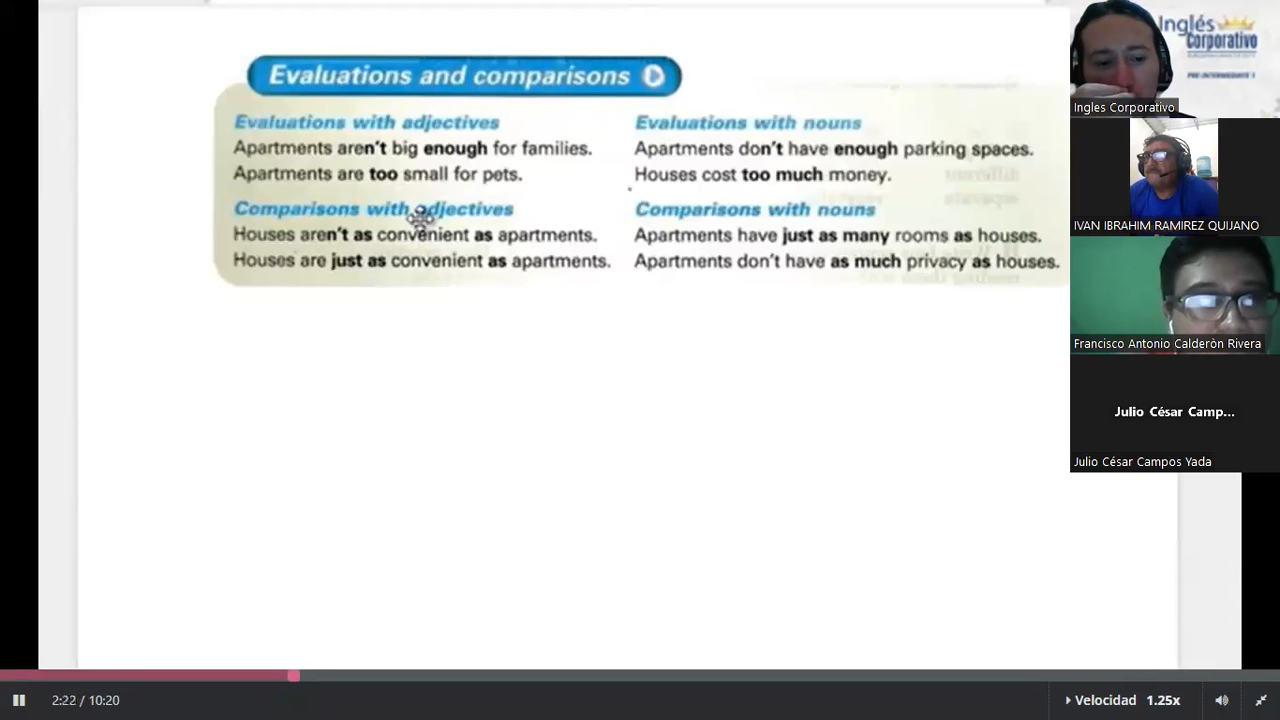 Evaluations and comparisons
Evaluations with adjectives
Apartments aren't big enough for families.
Apartments are too small for pets.
Comparisons with adjectives
Houses aren't as convenient as apartments.
Houses are just as convenient as apartments.
Evaluations with nouns
Apartments don't have enough parking spaces.
Houses cost too much money.
Comparisons with nouns
Apartments have just as many rooms as houses.
Apartments don't have as much privacy as houses.
Inglés
Corporativo
PRE-INTERMEDIATE 1
Ingles Corporativo
IVAN IBRAHIM RAMIREZ QUIJANO
Francisco Antonio Calderòn Rivera
Julio César Camp...
Julio César Campos Yada
2:22 / 10:20
Velocidad 1.25x